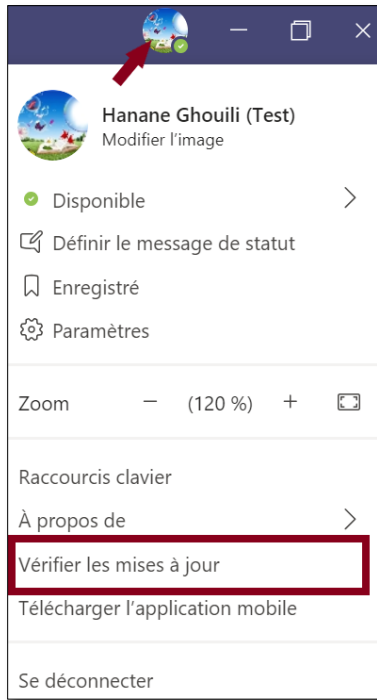 Hanane Ghouili (Test)
Modifier l'image
Disponible
Définir le message de statut
Enregistré
Paramètres
Zoom — (120 %) +
Raccourcis clavier
À propos de
Vérifier les mises à jour
Télécharger l'application mobile
Se déconnecter